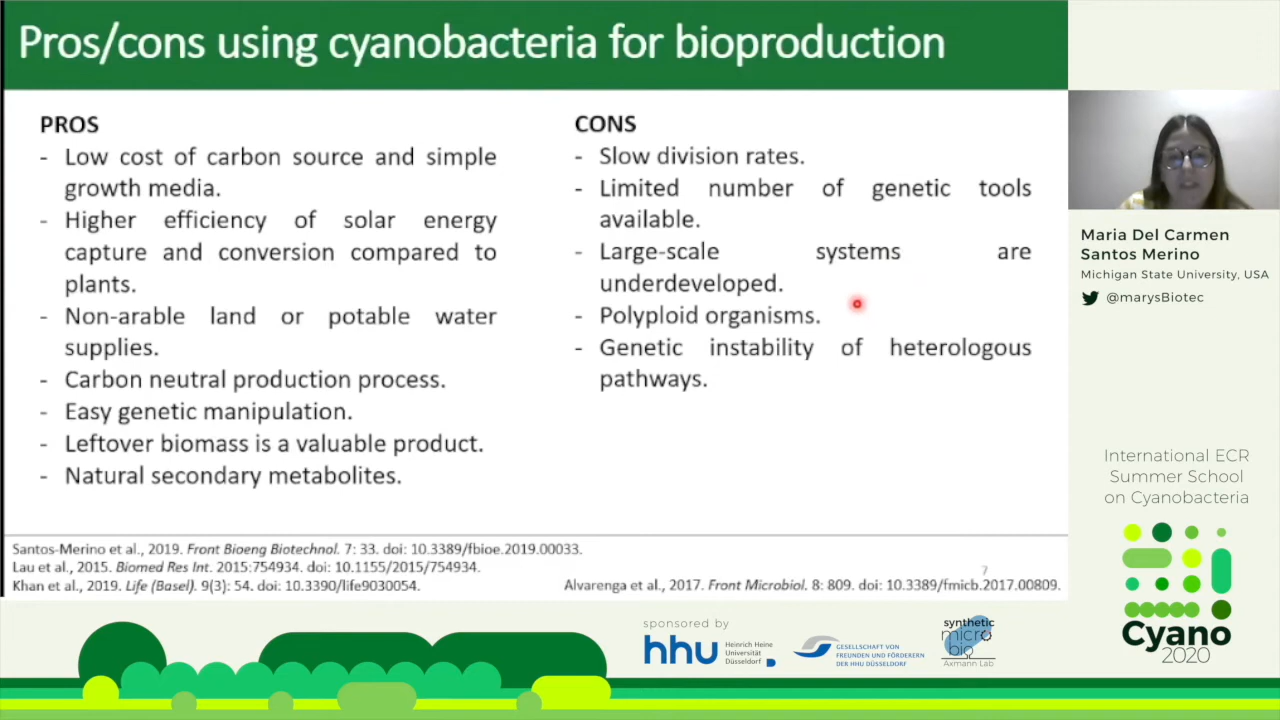 Pros/cons using cyanobacteria for bioproduction
PROS
- Low cost of carbon source and simple
growth media.
- Higher efficiency of solar energy
capture and conversion compared to
plants.
- Non-arable land or potable water
supplies.
- Carbon neutral production process.
- Easy genetic manipulation.
- Leftover biomass is a valuable product.
- Natural secondary metabolites.
CONS
- Slow division rates.
- Limited number of genetic tools
available.
- Large-scale systems are
underdeveloped.
- Polyploid organisms.
- Genetic instability of heterologous
pathways.
Santos-Merino et al., 2019. Front Bioeng Biotechnol. 7: 33. doi: 10.3389/fbioe.2019.00033.
Lau et al., 2015. Biomed Res Int. 2015:754934. doi: 10.1155/2015/754934.
Khan et al., 2019. Life (Basel). 9(3): 54. doi: 10.3390/life9030054.
Alvarenga et al., 2017. Front Microbiol. 8: 809. doi: 10.3389/fmicb.2017.00809.
7
Maria Del Carmen
Santos Merino
Michigan State University, USA
@marysBiotec
International ECR
Summer School
on Cyanobacteria
Cyano
2020
sponsored by
hhu
Heinrich Heine
Universität
Düsseldorf
GESELLSCHAFT VON
FREUNDEN UND FÖRDERERN
DER HHU DÜSSELDORF
synthetic
micro
bio
Axmann Lab